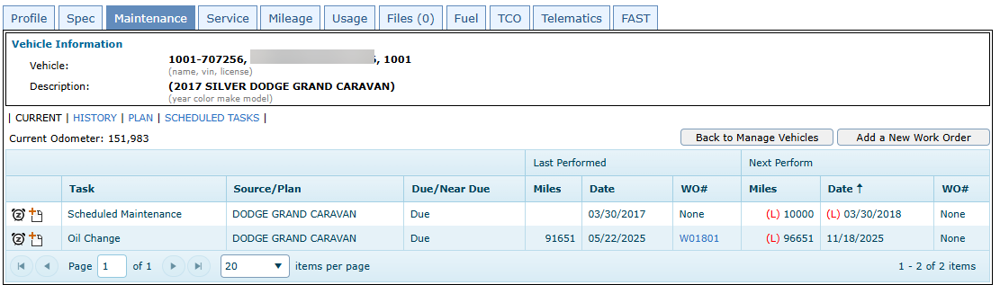 Profile Spec Maintenance Service Mileage Usage Files (0) Fuel TCO Telematics FAST
Vehicle Information
Vehicle: 1001-707256, , 1001
(name, vin, license)
Description: (2017 SILVER DODGE GRAND CARAVAN)
(year color make model)
| CURRENT | HISTORY | PLAN | SCHEDULED TASKS |
Current Odometer: 151,983 Back to Manage Vehicles Add a New Work Order
Last Performed Next Perform
Task Source/Plan Due/Near Due Miles Date WO# Miles Date ↑ WO#
Scheduled Maintenance DODGE GRAND CARAVAN Due 03/30/2017 None (L) 10000 (L) 03/30/2018 None
Oil Change DODGE GRAND CARAVAN Due 91651 05/22/2025 W01801 (L) 96651 11/18/2025 None
Page 1 of 1 20 items per page 1 - 2 of 2 items